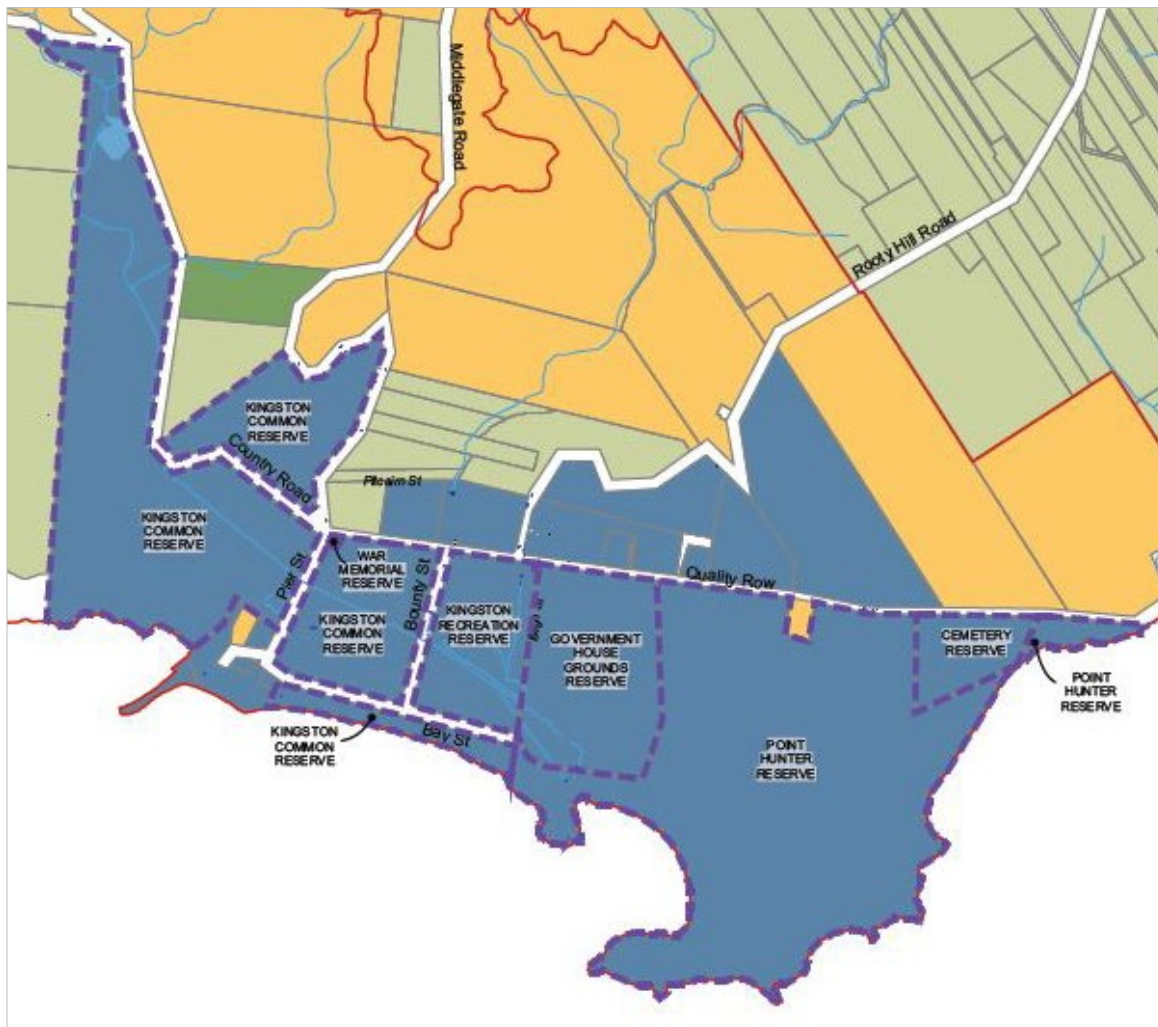 Middlegate Road
Rooty Hill Road
KINGSTON
COMMON
RESERVE
Country Road
Pitcairn St
KINGSTON
COMMON
RESERVE
WAR
MEMORIAL
RESERVE
Pier St
Bounty St
Quality Row
KINGSTON
COMMON
RESERVE
KINGSTON
RECREATION
RESERVE
GOVERNMENT
HOUSE
GROUNDS
RESERVE
CEMETERY
RESERVE
POINT
HUNTER
RESERVE
KINGSTON
COMMON
RESERVE
Bay St
POINT
HUNTER
RESERVE